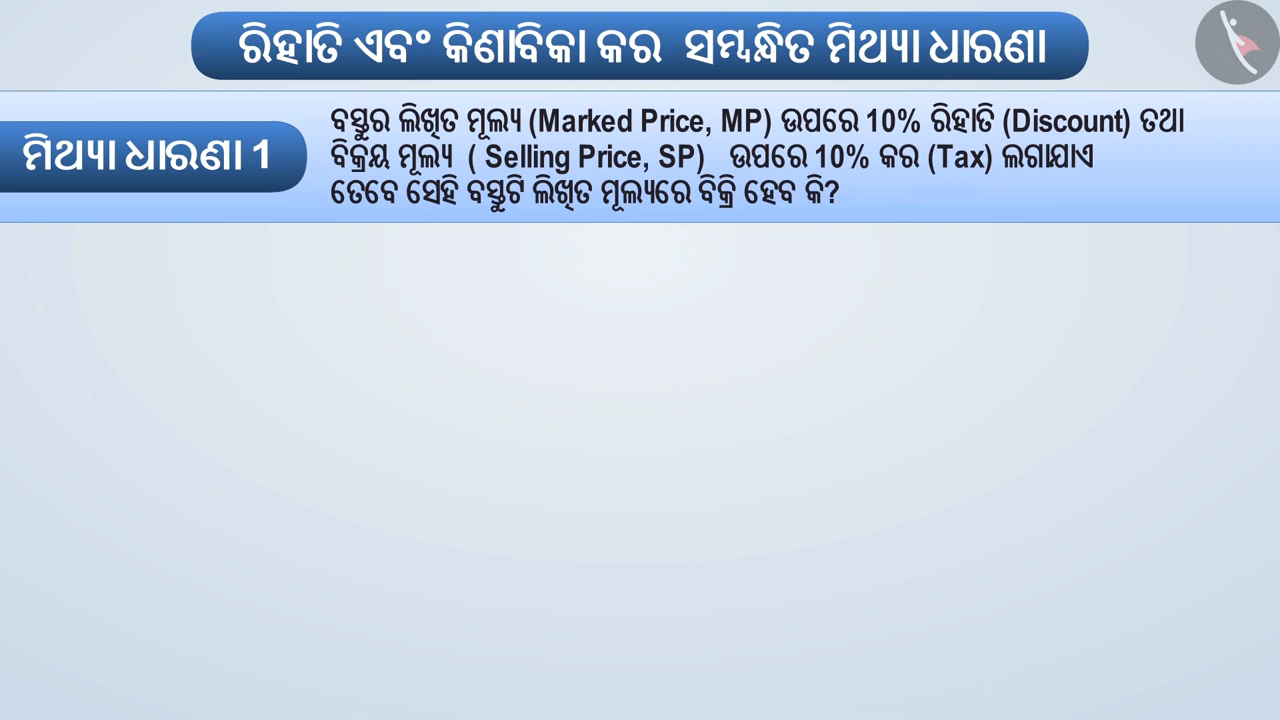 ରିହାତି ଏବଂ କିଣାବିକା କର ସମ୍ବନ୍ଧିତ ମିଥ୍ୟା ଧାରଣା
ମିଥ୍ୟା ଧାରଣା 1
ବସ୍ତୁର ଲିଖିତ ମୂଲ୍ୟ (Marked Price, MP) ଉପରେ 10% ରିହାତି (Discount) ତଥା
ବିକ୍ରୟ ମୂଲ୍ୟ ( Selling Price, SP) ଉପରେ 10% କର (Tax) ଲଗାଯାଏ
ତେବେ ସେହି ବସ୍ତୁଟି ଲିଖିତ ମୂଲ୍ୟରେ ବିକ୍ରି ହେବ କି?